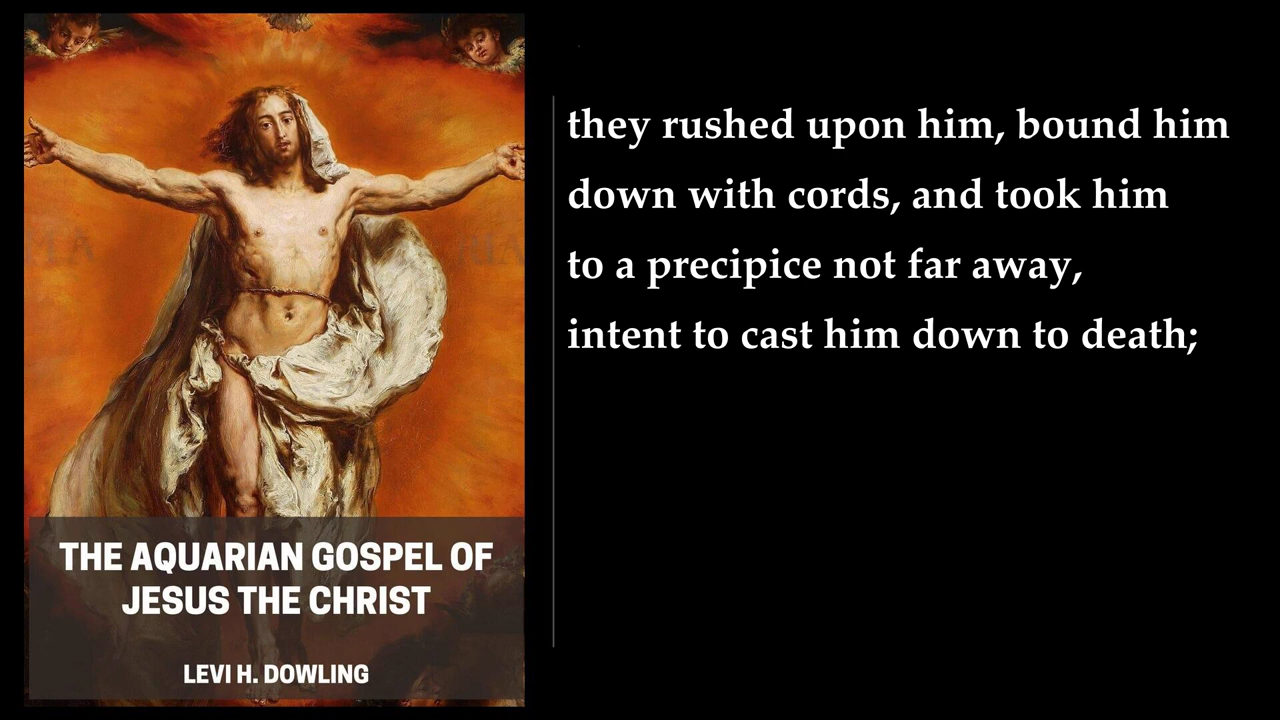 they rushed upon him, bound him
down with cords, and took him
to a precipice not far away,
intent to cast him down to death;
THE AQUARIAN GOSPEL OF
JESUS THE CHRIST
LEVI H. DOWLING